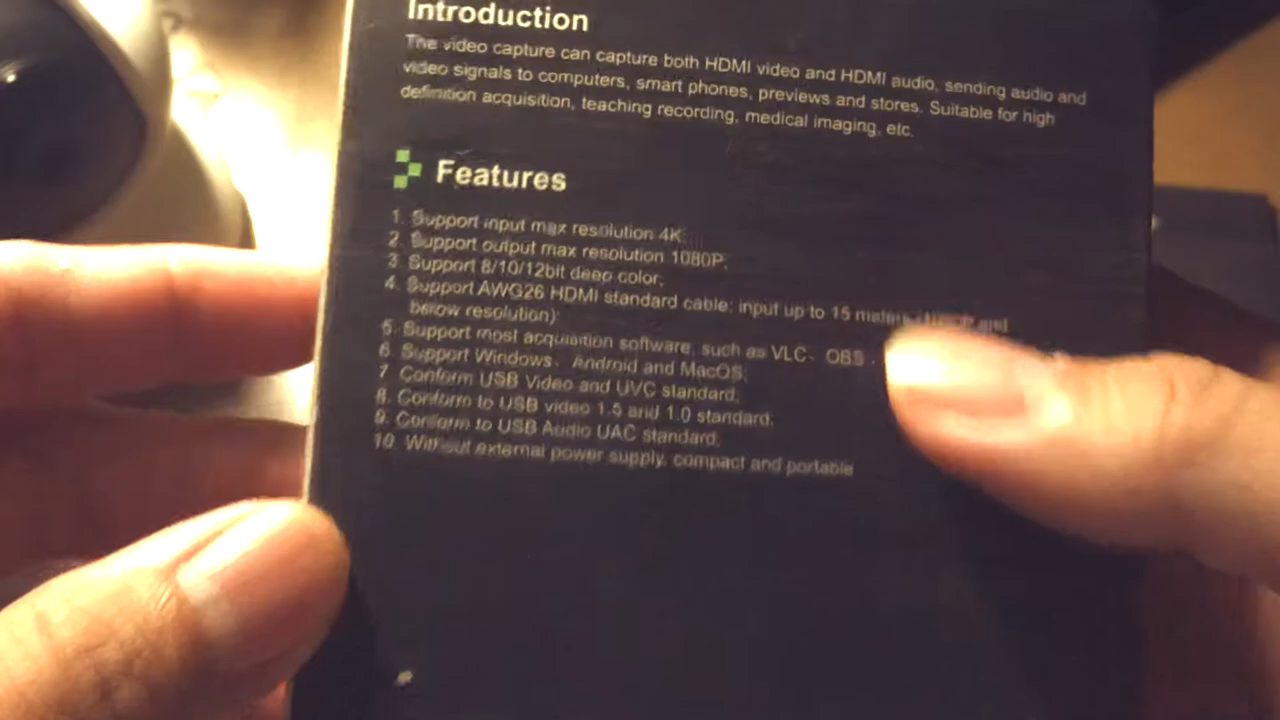 Introduction
The video capture can capture both HDMI video and HDMI audio, sending audio and
video signals to computers, smart phones, previews and stores. Suitable for high
definition acquisition, teaching recording, medical imaging, etc.
Features
1. Support input max resolution 4K;
2. Support output max resolution 1080P;
3. Support 8/10/12bit deep color;
4. Support AWG26 HDMI standard cable: input up to 15 meters and
below resolution);
5. Support most acquisition software, such as VLC、OBS
6. Support Windows、Android and MacOS;
7. Conform USB Video and UVC standard;
8. Conform to USB video 1.5 and 1.0 standard;
9. Conform to USB Audio UAC standard;
10. Without external power supply, compact and portable